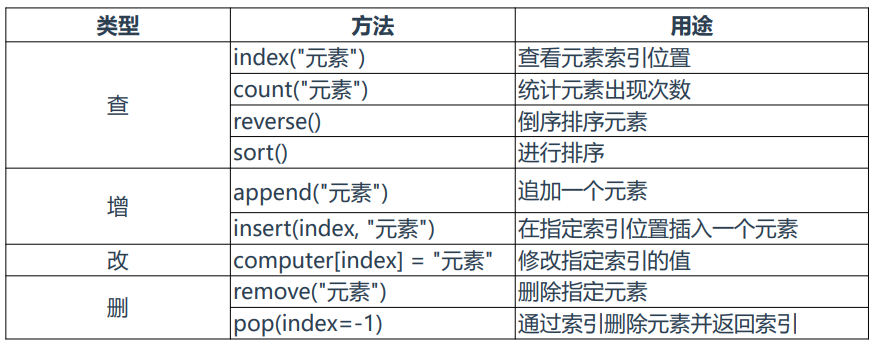 类型 方法 用途
查 index("元素") 查看元素索引位置
count("元素") 统计元素出现次数
reverse() 倒序排序元素
sort() 进行排序
增 append("元素") 追加一个元素
insert(index, "元素") 在指定索引位置插入一个元素
改 computer[index] = "元素" 修改指定索引的值
删 remove("元素") 删除指定元素
pop(index=-1) 通过索引删除元素并返回索引